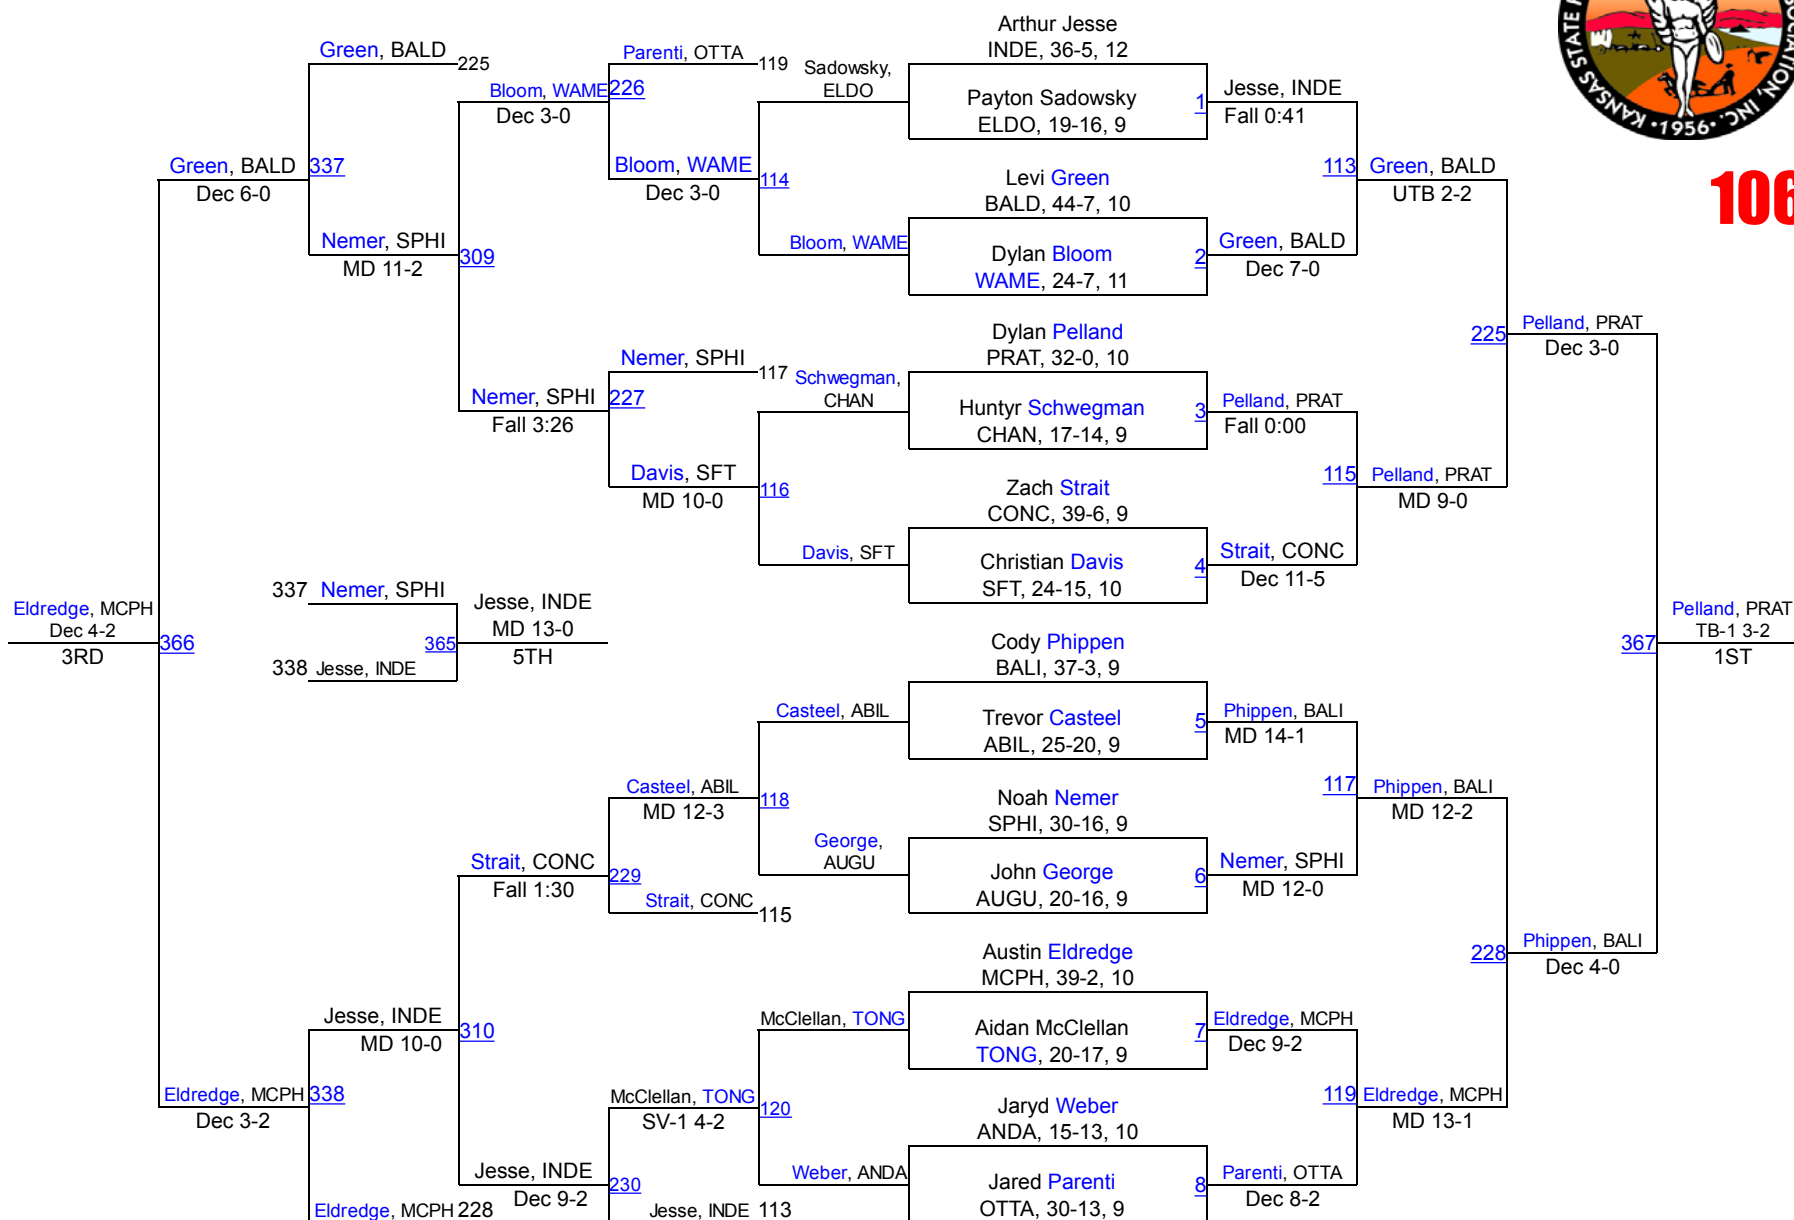 Arthur Jesse
INDE, 36-5, 12
Payton Sadowsky
ELDO, 19-16, 9
Levi Green
BALD, 44-7, 10
Dylan Bloom
WAME, 24-7, 11
Dylan Pelland
PRAT, 32-0, 10
Huntyr Schwegman
CHAN, 17-14, 9
Zach Strait
CONC, 39-6, 9
Christian Davis
SFT, 24-15, 10
Cody Phippen
BALI, 37-3, 9
Trevor Casteel
ABIL, 25-20, 9
Noah Nemer
SPHI, 30-16, 9
John George
AUGU, 20-16, 9
Austin Eldredge
MCPH, 39-2, 10
Aidan McClellan
TONG, 20-17, 9
Jaryd Weber
ANDA, 15-13, 10
Jared Parenti
OTTA, 30-13, 9
1
Jesse, INDE
Fall 0:41
2
Green, BALD
Dec 7-0
3
Pelland, PRAT
Fall 0:00
4
Strait, CONC
Dec 11-5
5
Phippen, BALI
MD 14-1
6
Nemer, SPHI
MD 12-0
7
Eldredge, MCPH
Dec 9-2
8
Parenti, OTTA
Dec 8-2
113
Green, BALD
UTB 2-2
115
Pelland, PRAT
MD 9-0
117
Phippen, BALI
MD 12-2
119
Eldredge, MCPH
MD 13-1
225
Pelland, PRAT
Dec 3-0
228
Phippen, BALI
Dec 4-0
367
Pelland, PRAT
TB-1 3-2
1ST
Sadowsky,
ELDO
Bloom, WAME
Schwegman,
CHAN
Davis, SFT
Casteel, ABIL
George,
AUGU
McClellan, TONG
Weber, ANDA
Parenti, OTTA
119
Bloom, WAME
Dec 3-0
114
Nemer, SPHI
117
Davis, SFT
MD 10-0
116
Casteel, ABIL
MD 12-3
118
Strait, CONC
115
McClellan, TONG
SV-1 4-2
120
Jesse, INDE
113
Bloom, WAME
Dec 3-0
226
Nemer, SPHI
Fall 3:26
227
Strait, CONC
Fall 1:30
229
Jesse, INDE
Dec 9-2
230
Green, BALD
225
Nemer, SPHI
MD 11-2
309
Jesse, INDE
MD 10-0
310
Eldredge, MCPH
228
Green, BALD
Dec 6-0
337
Eldredge, MCPH
Dec 3-2
338
337
Nemer, SPHI
338
Jesse, INDE
365
Jesse, INDE
MD 13-0
5TH
Eldredge, MCPH
Dec 4-2
3RD
366
KANSAS STATE
INC.
•1956•
106